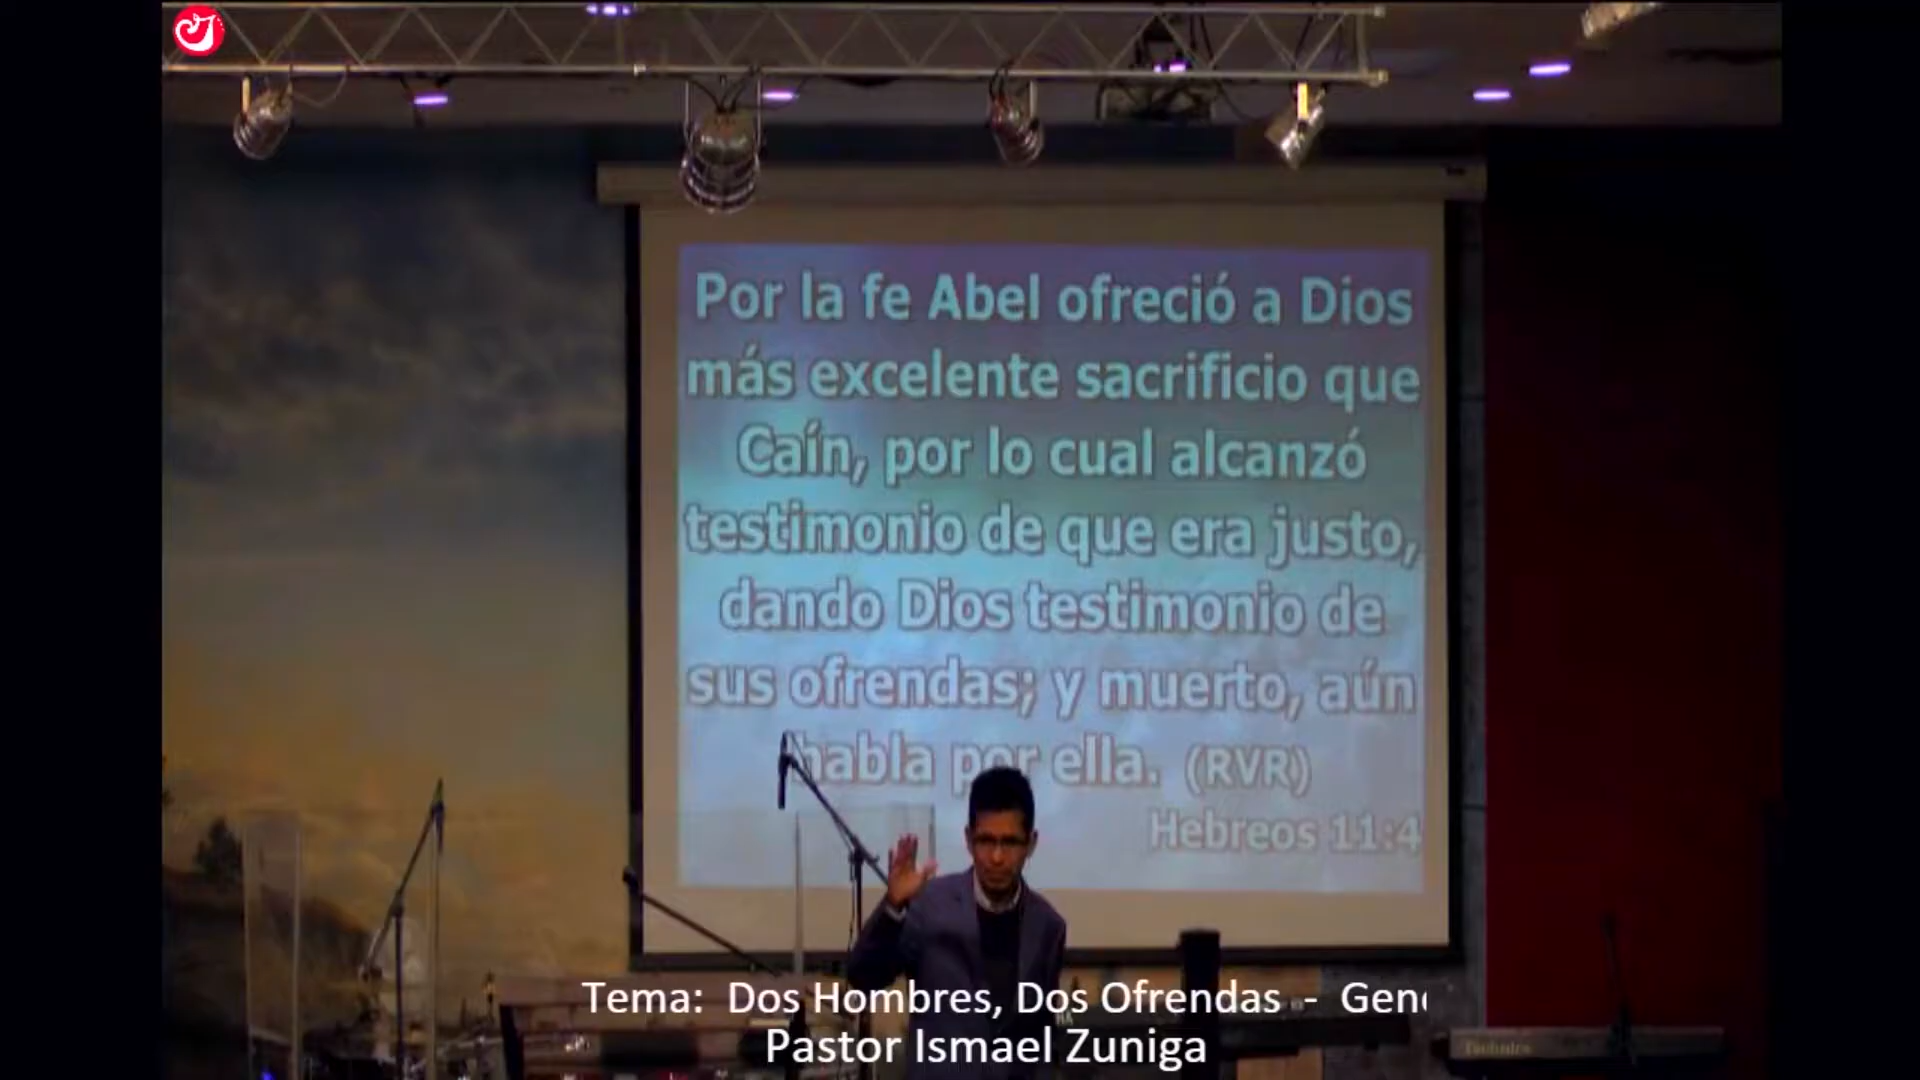 Por la fe Abel ofreció a Dios
más excelente sacrificio que
Caín, por lo cual alcanzó
testimonio de que era justo,
dando Dios testimonio de
sus ofrendas; y muerto, aún
habla por ella. (RVR)
Hebreos 11:4
Tema: Dos Hombres, Dos Ofrendas - Gene
Pastor Ismael Zuniga
Technics